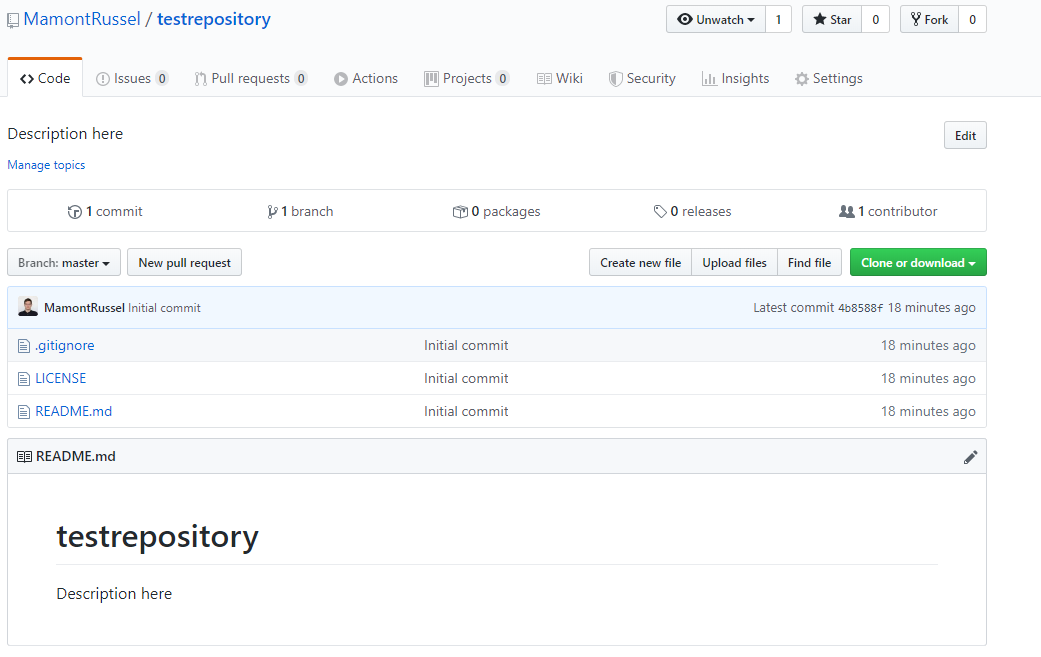 MamontRussel / testrepository Unwatch 1 Star 0 Fork 0
Code Issues 0 Pull requests 0 Actions Projects 0 Wiki Security Insights Settings
Description here Edit
Manage topics
1 commit 1 branch 0 packages 0 releases 1 contributor
Branch: master New pull request Create new file Upload files Find file Clone or download
MamontRussel Initial commit Latest commit 4b8588f 18 minutes ago
.gitignore Initial commit 18 minutes ago
LICENSE Initial commit 18 minutes ago
README.md Initial commit 18 minutes ago
README.md
testrepository
Description here